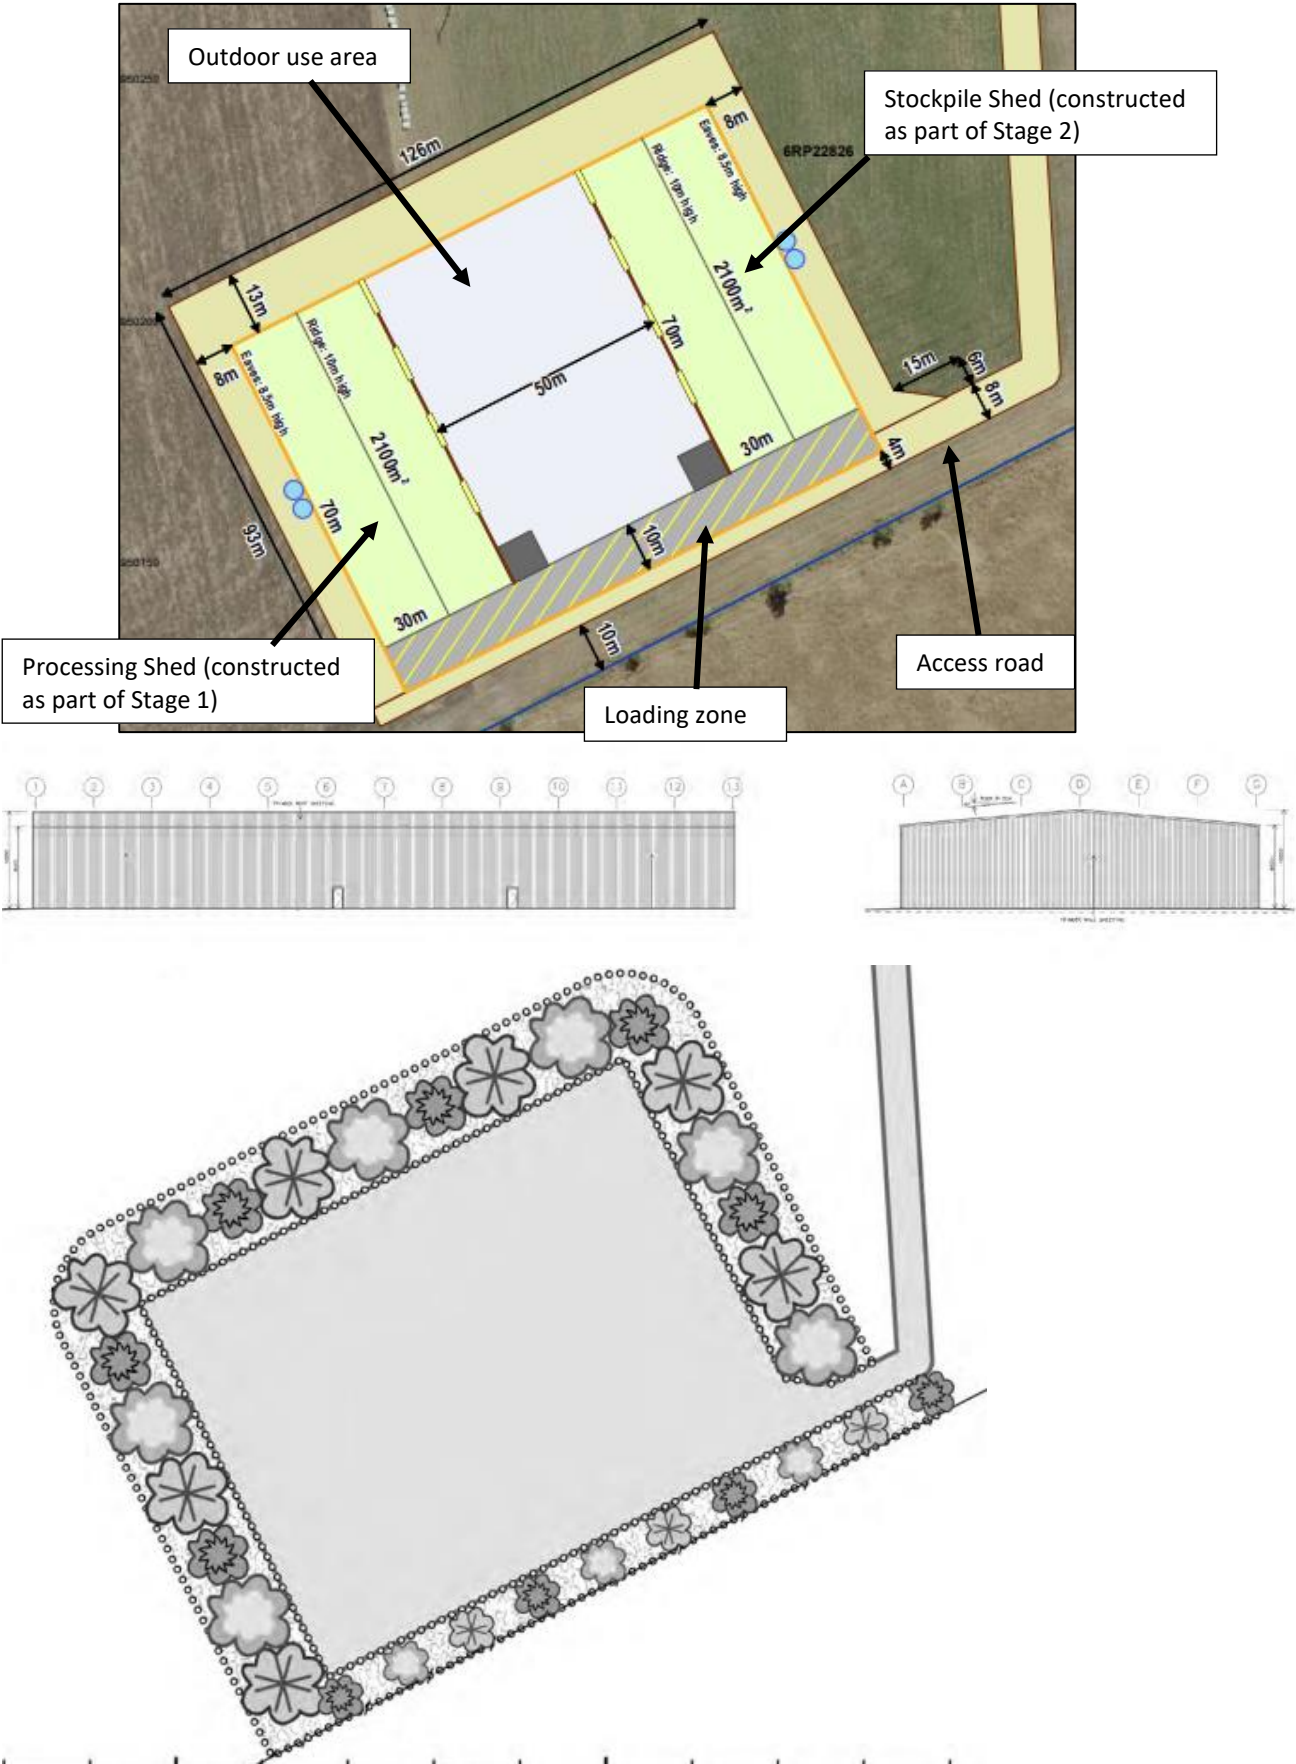 Outdoor use area
Stockpile Shed (constructed
as part of Stage 2)
126m
8m
6RP22826
Eaves: 8.5m high
Ridge: 10m high
2100m²
13m
8m
Ridge: 10m high
Eaves: 8.5m high
70m
50m
15m
6m
8m
2100m²
30m
4m
70m
93m
10m
30m
10m
Processing Shed (constructed
as part of Stage 1)
Loading zone
Access road
1 2 3 4 5 6 7 8 9 10 11 12 13
A B C D E F G